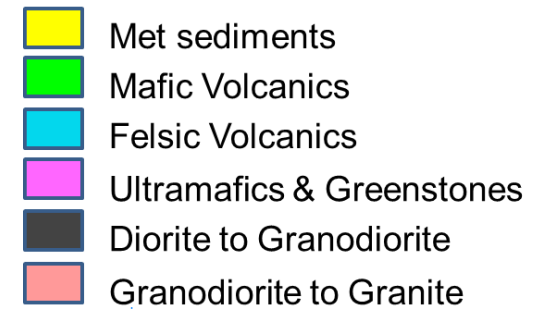 Met sediments
Mafic Volcanics
Felsic Volcanics
Ultramafics & Greenstones
Diorite to Granodiorite
Granodiorite to Granite